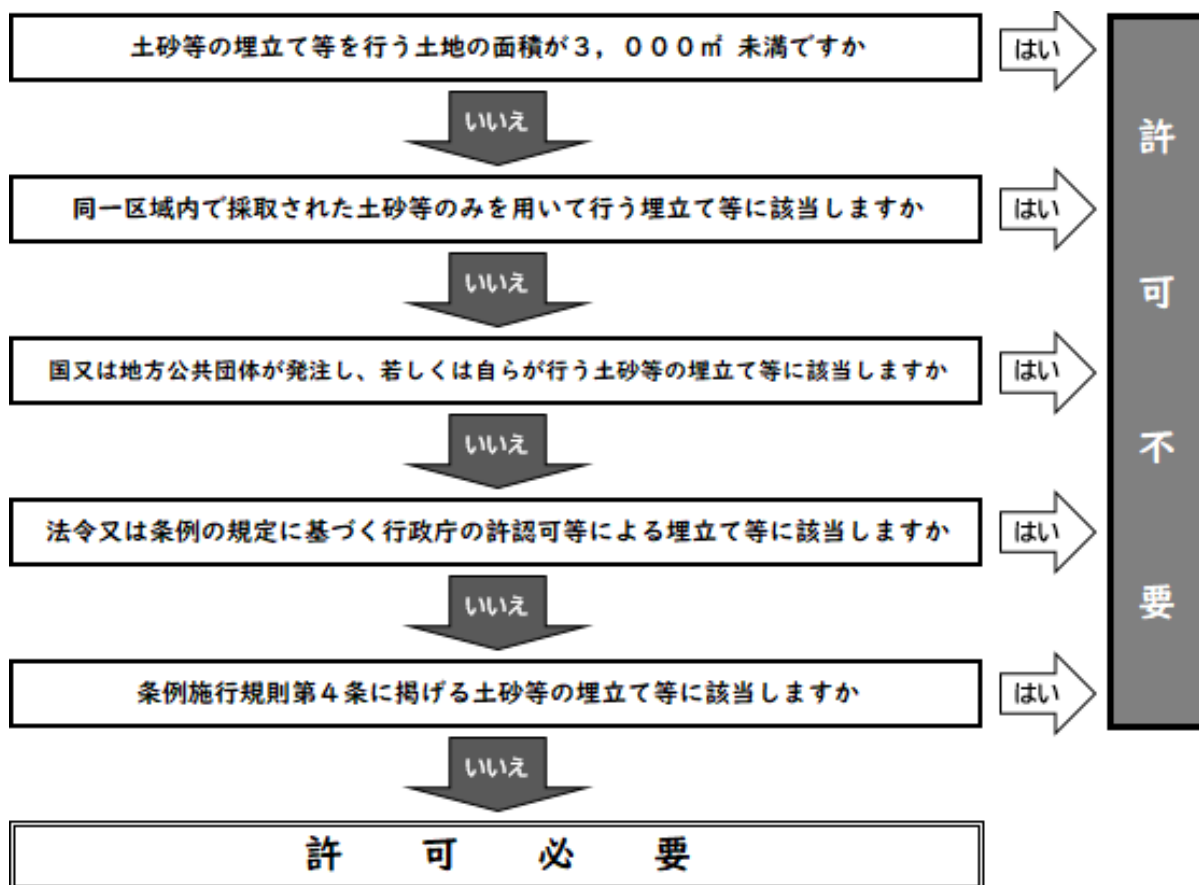 土砂等の埋立て等を行う土地の面積が3，000㎡ 未満ですか
はい
いいえ
同一区域内で採取された土砂等のみを用いて行う埋立て等に該当しますか
はい
いいえ
国又は地方公共団体が発注し、若しくは自らが行う土砂等の埋立て等に該当しますか
はい
いいえ
法令又は条例の規定に基づく行政庁の許認可等による埋立て等に該当しますか
はい
いいえ
条例施行規則第４条に掲げる土砂等の埋立て等に該当しますか
はい
いいえ
許可不要
許可必要